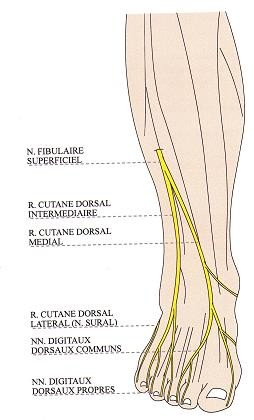 N. FIBULAIRE
SUPERFICIEL
R. CUTANE DORSAL
INTERMEDIAIRE
R. CUTANE DORSAL
MEDIAL
R. CUTANE DORSAL
LATERAL (N. SURAL)
NN. DIGITAUX
DORSAUX COMMUNS
NN. DIGITAUX
DORSAUX PROPRES